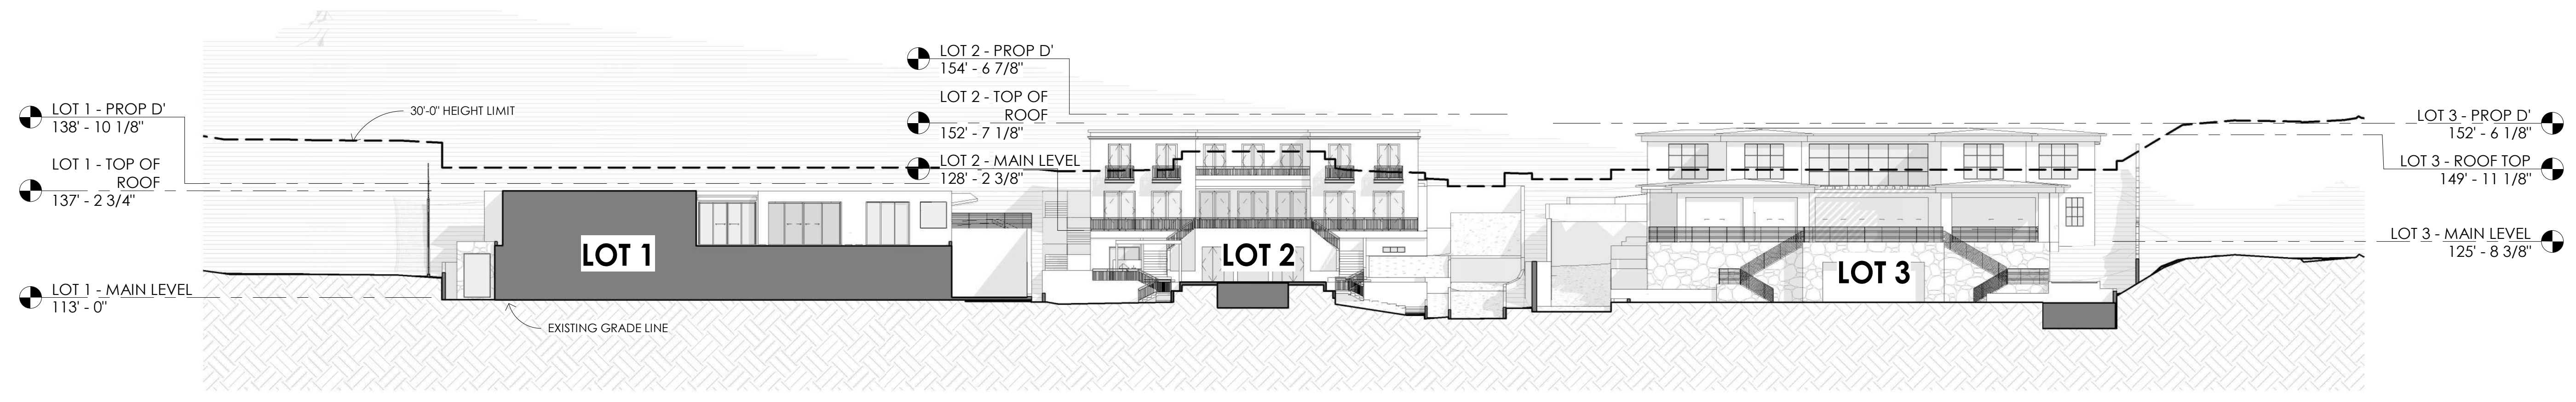 LOT 1 - PROP D'
138' - 10 1/8"
LOT 1 - TOP OF
ROOF
137' - 2 3/4"
LOT 1 - MAIN LEVEL
113' - 0"
30'-0" HEIGHT LIMIT
EXISTING GRADE LINE
LOT 1
LOT 2 - PROP D'
154' - 6 7/8"
LOT 2 - TOP OF
ROOF
152' - 7 1/8"
LOT 2 - MAIN LEVEL
128' - 2 3/8"
LOT 2
LOT 3
LOT 3 - PROP D'
152' - 6 1/8"
LOT 3 - ROOF TOP
149' - 11 1/8"
LOT 3 - MAIN LEVEL
125' - 8 3/8"